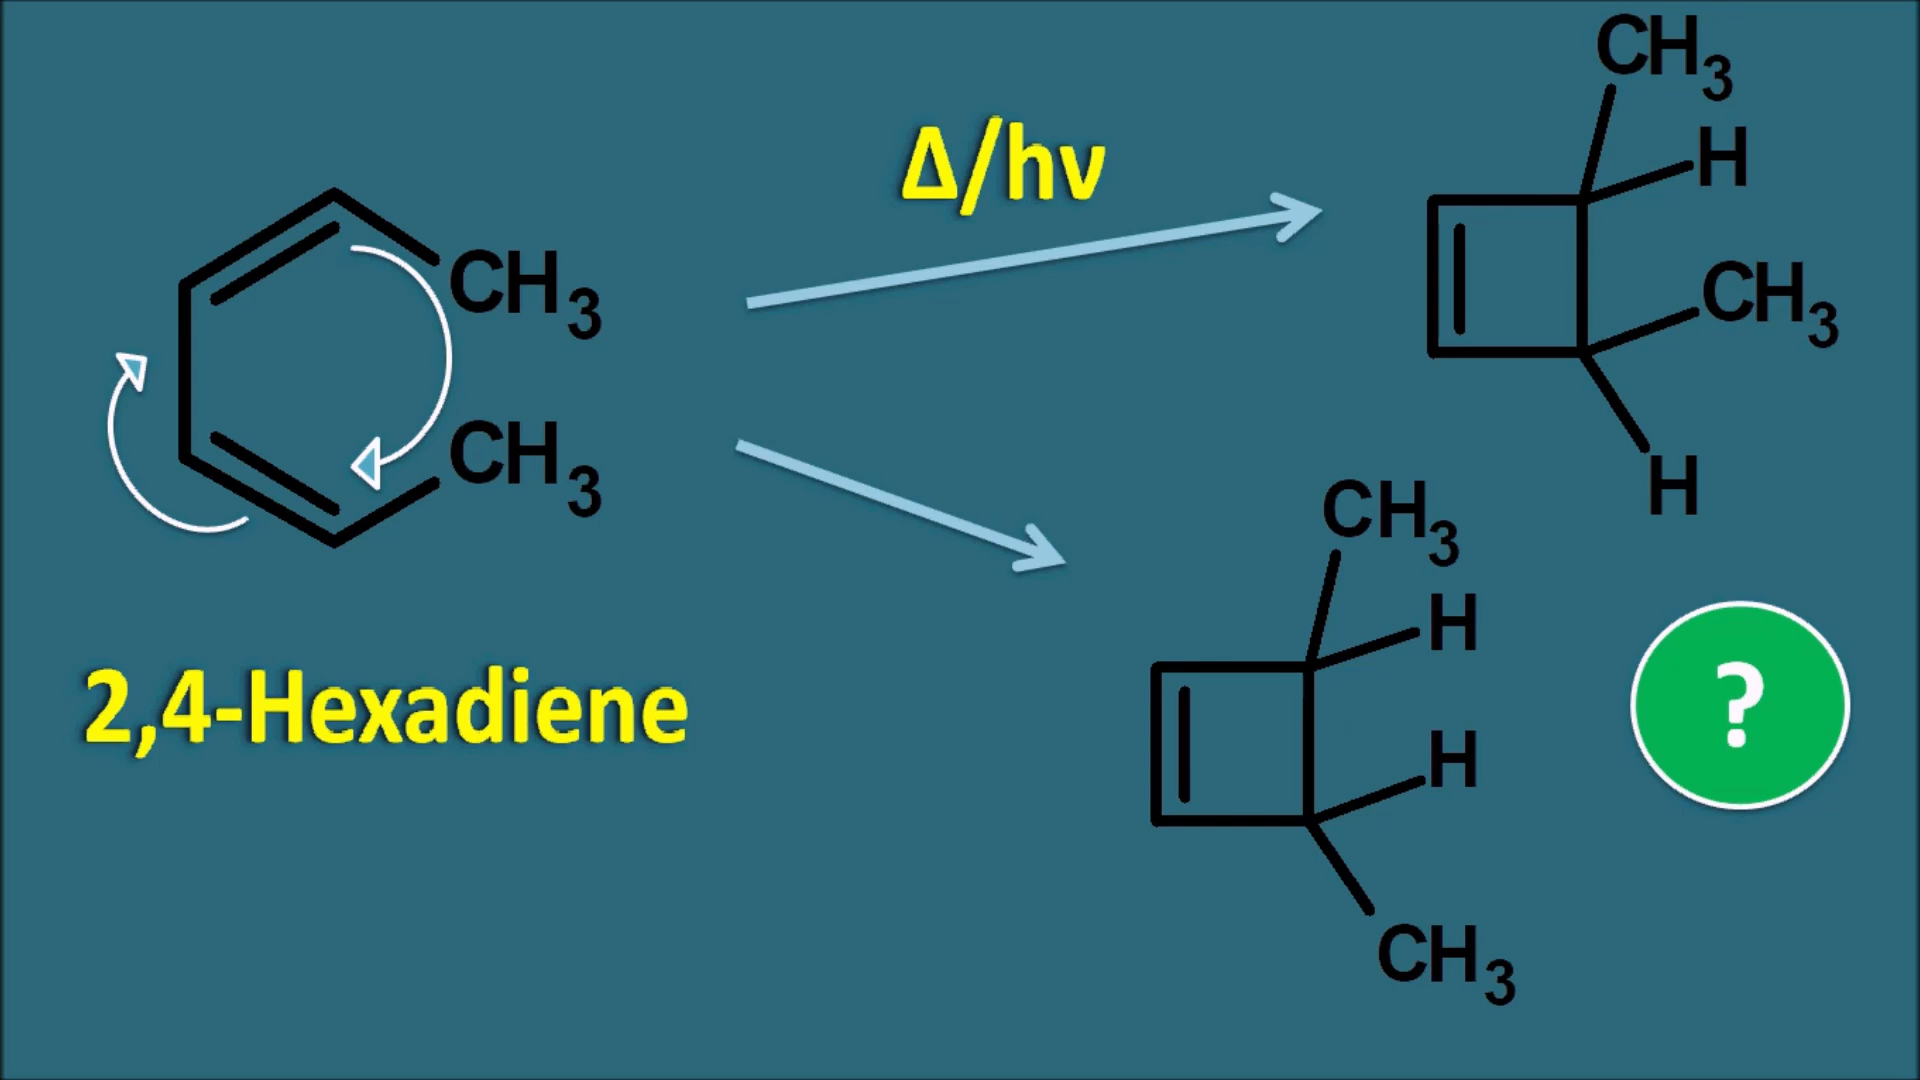 Δ/hν
CH3
H
CH3
H
CH3
CH3
2,4-Hexadiene
CH3
H
H
CH3
?